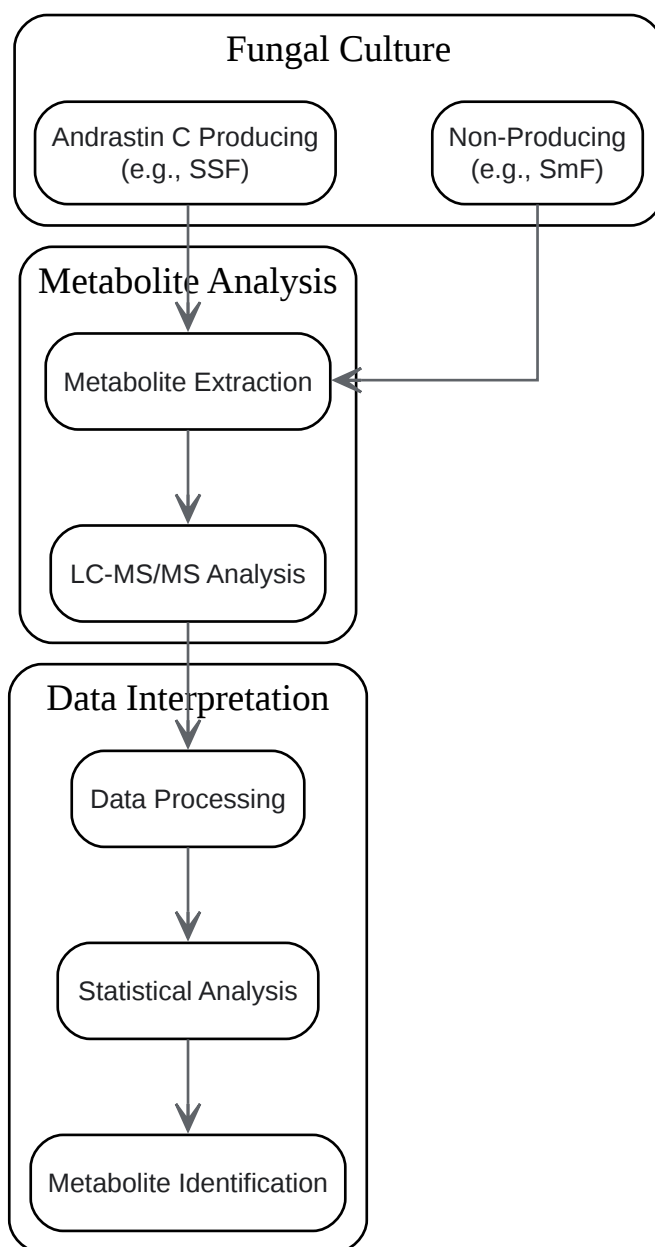 Fungal Culture
Andrastin C Producing
(e.g., SSF)
Non-Producing
(e.g., SmF)
Metabolite Analysis
Metabolite Extraction
LC-MS/MS Analysis
Data Interpretation
Data Processing
Statistical Analysis
Metabolite Identification